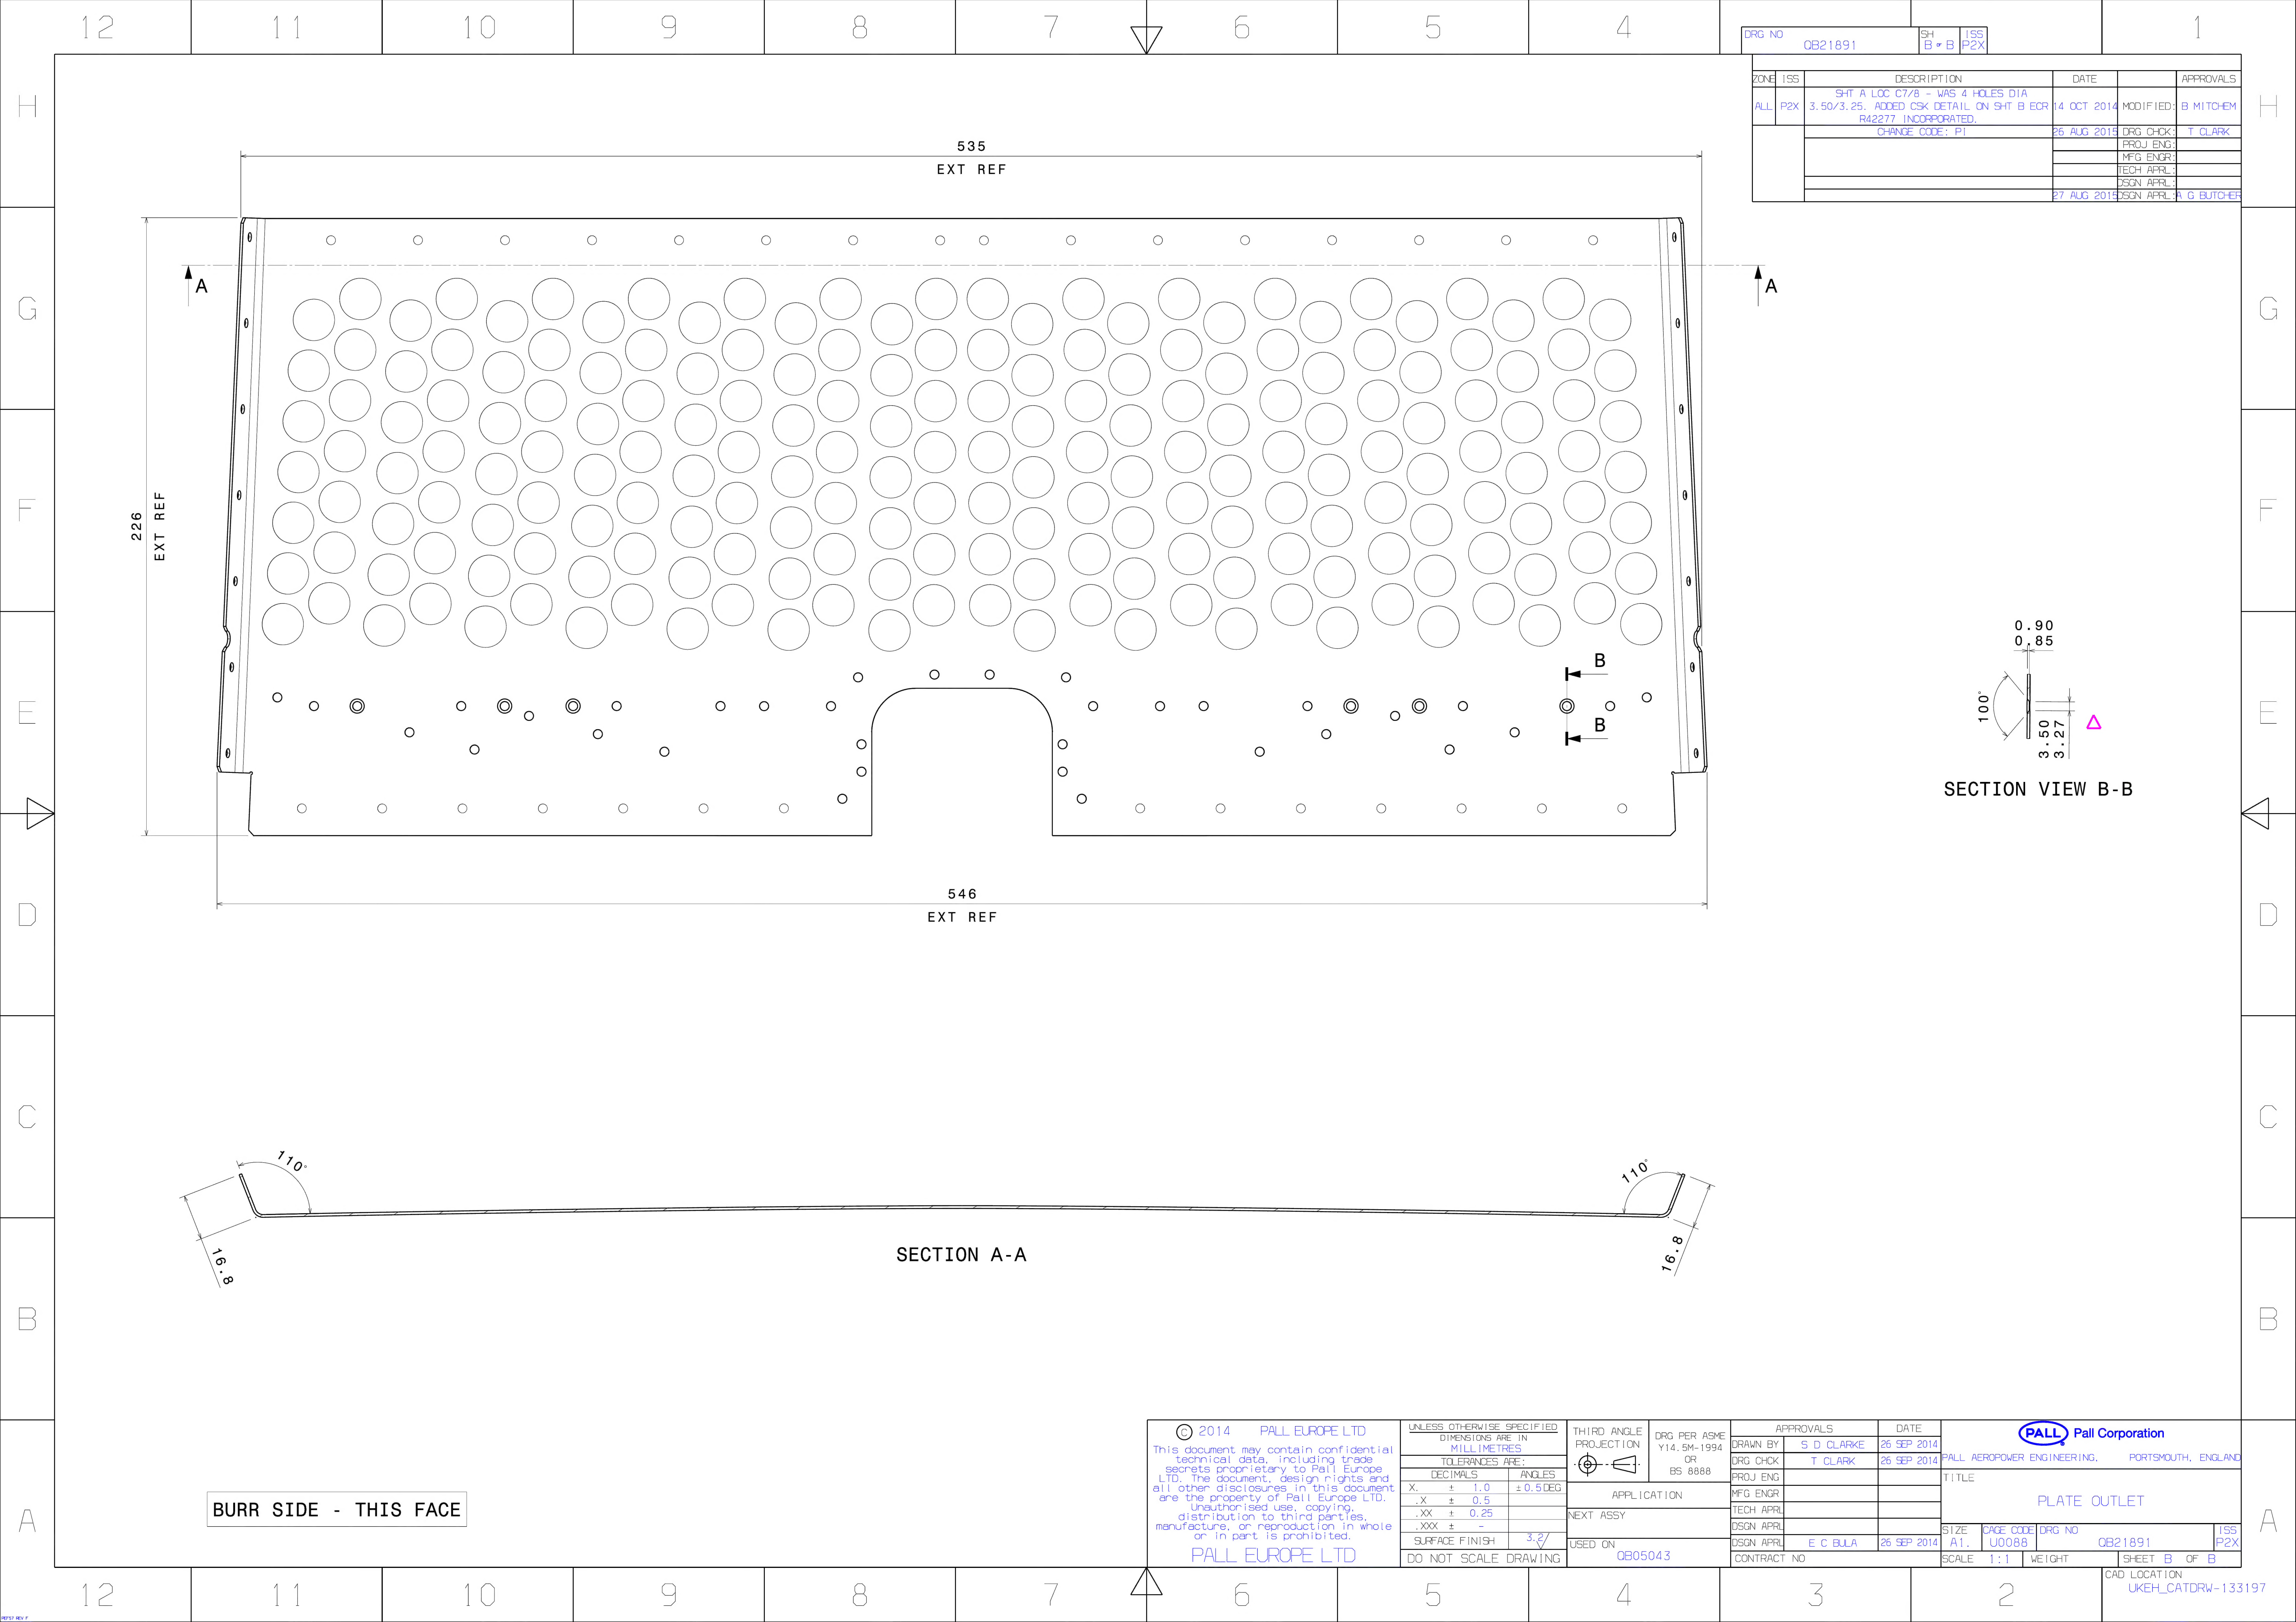 12 11 10 9 8 7 6 5 4 1
DRG NO QB21891
SH B OF B
ISS P2X
ZONE ISS DESCRIPTION DATE APPROVALS
ALL P2X
SHT A LOC C7/8 - WAS 4 HOLES DIA
3.50/3.25. ADDED CSK DETAIL ON SHT B ECR
R42277 INCORPORATED.
14 OCT 2014 MODIFIED: B MITCHEM
CHANGE CODE: PI 26 AUG 2015 DRG CHCK: T CLARK
PROJ ENG:
MFG ENGR:
TECH APRL:
DSGN APRL:
27 AUG 2015 DSGN APRL: A G BUTCHER
H H
535
EXT REF
A A
G G
226
EXT REF
F F
B
B
E E
0.90
0.85
100°
3.50
3.27
SECTION VIEW B-B
546
EXT REF
D D
C C
110° 110°
16.8 16.8
SECTION A-A
B B
BURR SIDE - THIS FACE
A A
© 2014 PALL EUROPE LTD
This document may contain confidential
technical data, including trade
secrets proprietary to Pall Europe
LTD. The document, design rights and
all other disclosures in this document
are the property of Pall Europe LTD.
Unauthorised use, copying,
distribution to third parties,
manufacture, or reproduction in whole
or in part is prohibited.
PALL EUROPE LTD
UNLESS OTHERWISE SPECIFIED
DIMENSIONS ARE IN
MILLIMETRES
TOLERANCES ARE:
DECIMALS ANGLES
X. ± 1.0 ± 0.5 DEG
.X ± 0.5
.XX ± 0.25
.XXX ± -
SURFACE FINISH 3.2
DO NOT SCALE DRAWING
THIRD ANGLE
PROJECTION
DRG PER ASME
Y14.5M-1994
OR
BS 8888
APPLICATION
NEXT ASSY
USED ON
QB05043
APPROVALS DATE
DRAWN BY S D CLARKE 26 SEP 2014
DRG CHCK T CLARK 26 SEP 2014
PROJ ENG
MFG ENGR
TECH APRL
DSGN APRL
DSGN APRL E C BULA 26 SEP 2014
CONTRACT NO
PALL Pall Corporation
PALL AEROPOWER ENGINEERING, PORTSMOUTH, ENGLAND
TITLE
PLATE OUTLET
SIZE A1.
CAGE CODE U0088
DRG NO QB21891
ISS P2X
SCALE 1:1 WEIGHT SHEET B OF B
CAD LOCATION
UKEH_CATDRW-133197
12 11 10 9 8 7 6 5 4 3 2
REF57 REV F